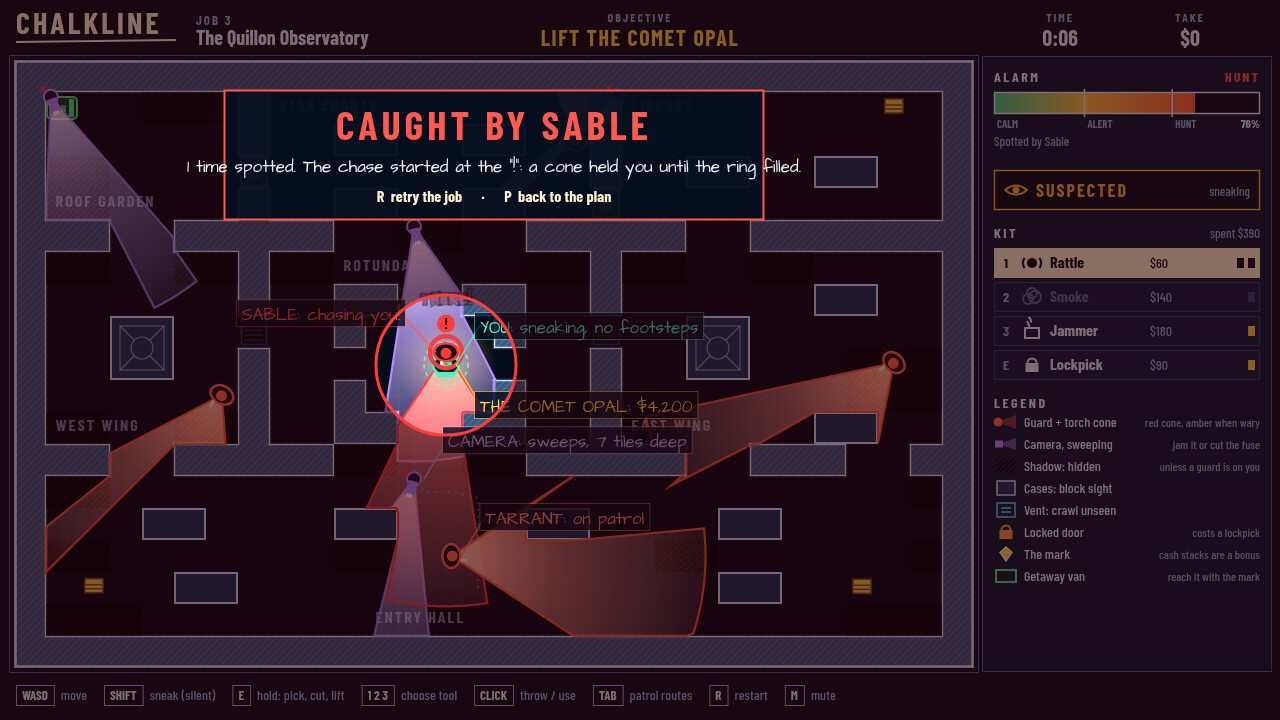 CHALKLINE
JOB 3
The Quillon Observatory
OBJECTIVE
LIFT THE COMET OPAL
TIME
0:06
TAKE
$0
CAUGHT BY SABLE
1 time spotted. The chase started at the "!": a cone held you until the ring filled.
R retry the job · P back to the plan
STAR CHARTS
LIBRARY
ROOF GARDEN
ROTUNDA
SABLE: chasing you!
!
YOU: sneaking, no footsteps
THE COMET OPAL: $4,200
WEST WING
EAST WING
CAMERA: sweeps, 7 tiles deep
TARRANT: on patrol
ENTRY HALL
ALARM
HUNT
CALM
ALERT
HUNT
76%
Spotted by Sable
SUSPECTED
sneaking
KIT
spent $390
1 Rattle $60
2 Smoke $140
3 Jammer $180
E Lockpick $90
LEGEND
Guard + torch cone red cone, amber when wary
Camera, sweeping jam it or cut the fuse
Shadow: hidden unless a guard is on you
Cases: block sight
Vent: crawl unseen
Locked door costs a lockpick
The mark cash stacks are a bonus
Getaway van reach it with the mark
WASD move SHIFT sneak (silent) E hold: pick, cut, lift 1 2 3 choose tool CLICK throw / use TAB patrol routes R restart M mute